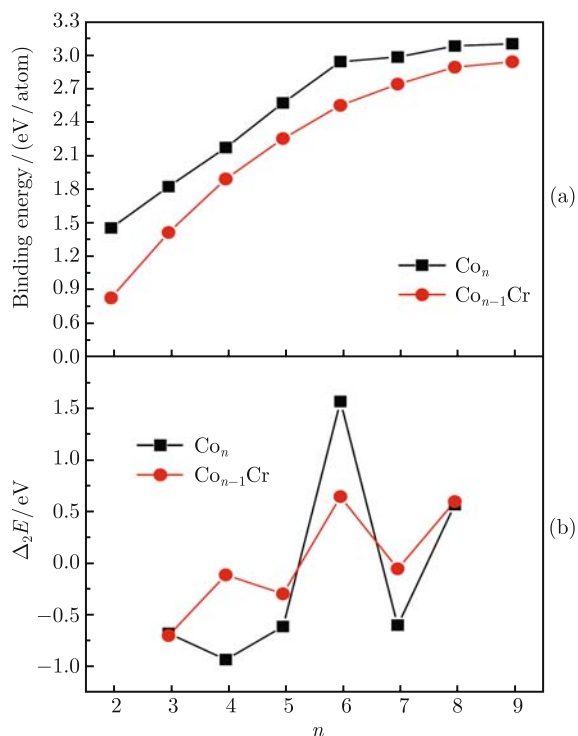 3.3
3.0
2.7
2.4
2.1
1.8
1.5
1.2
0.9
0.6
0.0
Binding energy/(eV/atom)
Coₙ
Coₙ₋₁Cr
(a)
1.5
1.0
0.5
0.0
−0.5
−1.0
Δ₂E/eV
Coₙ
Coₙ₋₁Cr
(b)
2 3 4 5 6 7 8 9
n